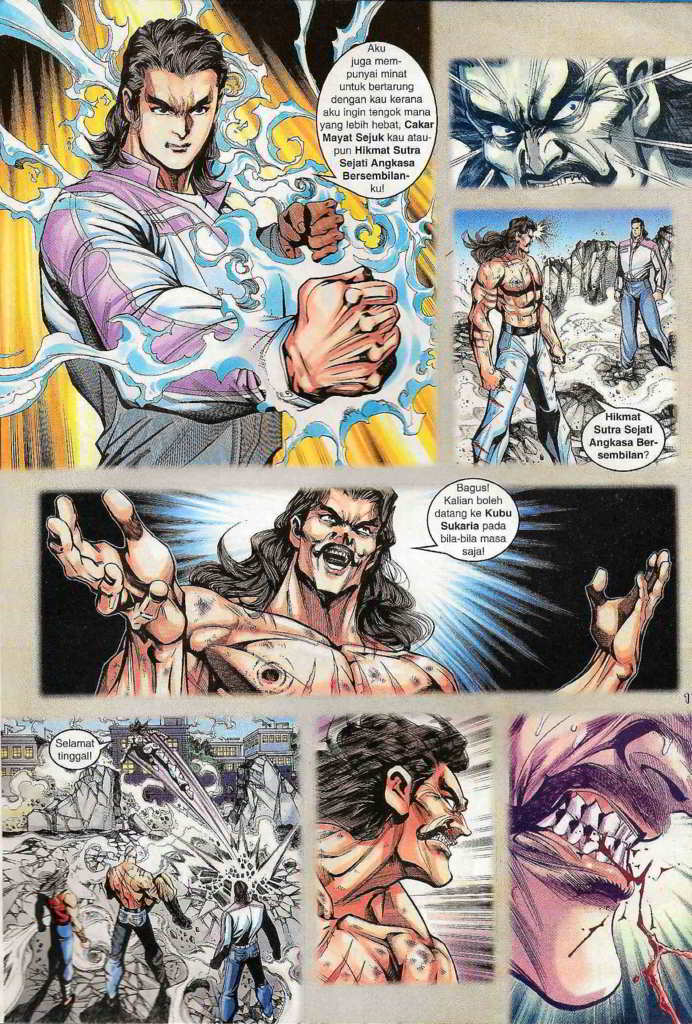 Aku
juga mem-
punyai minat
untuk bertarung
dengan kau kerana
aku ingin tengok mana
yang lebih hebat, Cakar
Mayat Sejuk kau atau-
pun Hikmat Sutra
Sejati Angkasa
Bersembilan-
ku!
Hikmat
Sutra Sejati
Angkasa Ber-
sembilan?
Bagus!
Kalian boleh
datang ke Kubu
Sukaria pada
bila-bila masa
saja!
Selamat
tinggal!